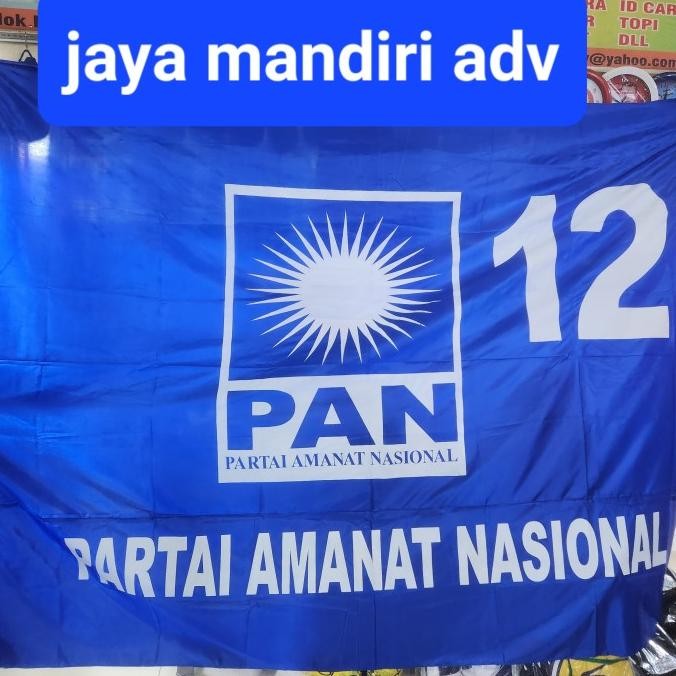 jaya mandiri adv
ID CAR
TOPI
DLL
@yahoo.com
12
PAN
PARTAI AMANAT NASIONAL
PARTAI AMANAT NASIONAL